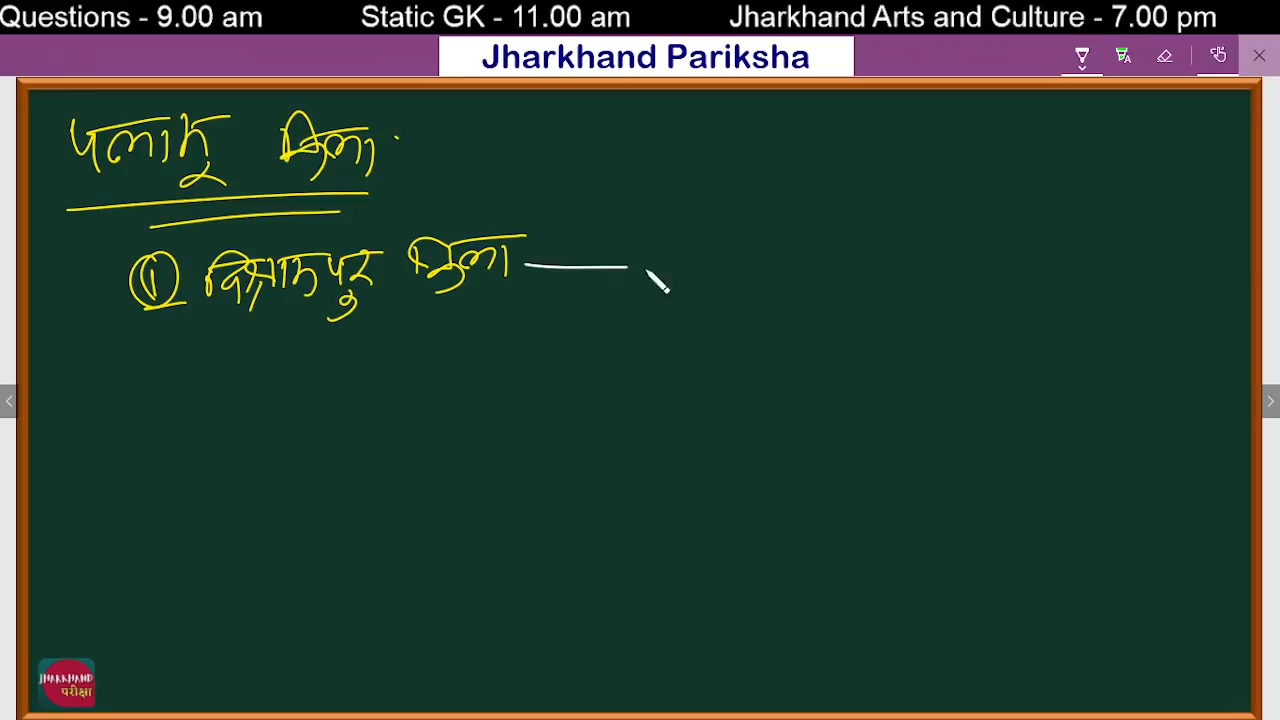 Questions - 9.00 am Static GK - 11.00 am Jharkhand Arts and Culture - 7.00 pm
Jharkhand Pariksha
पलामू किला
① विश्रामपुर किला
JHARKHAND
परीक्षा